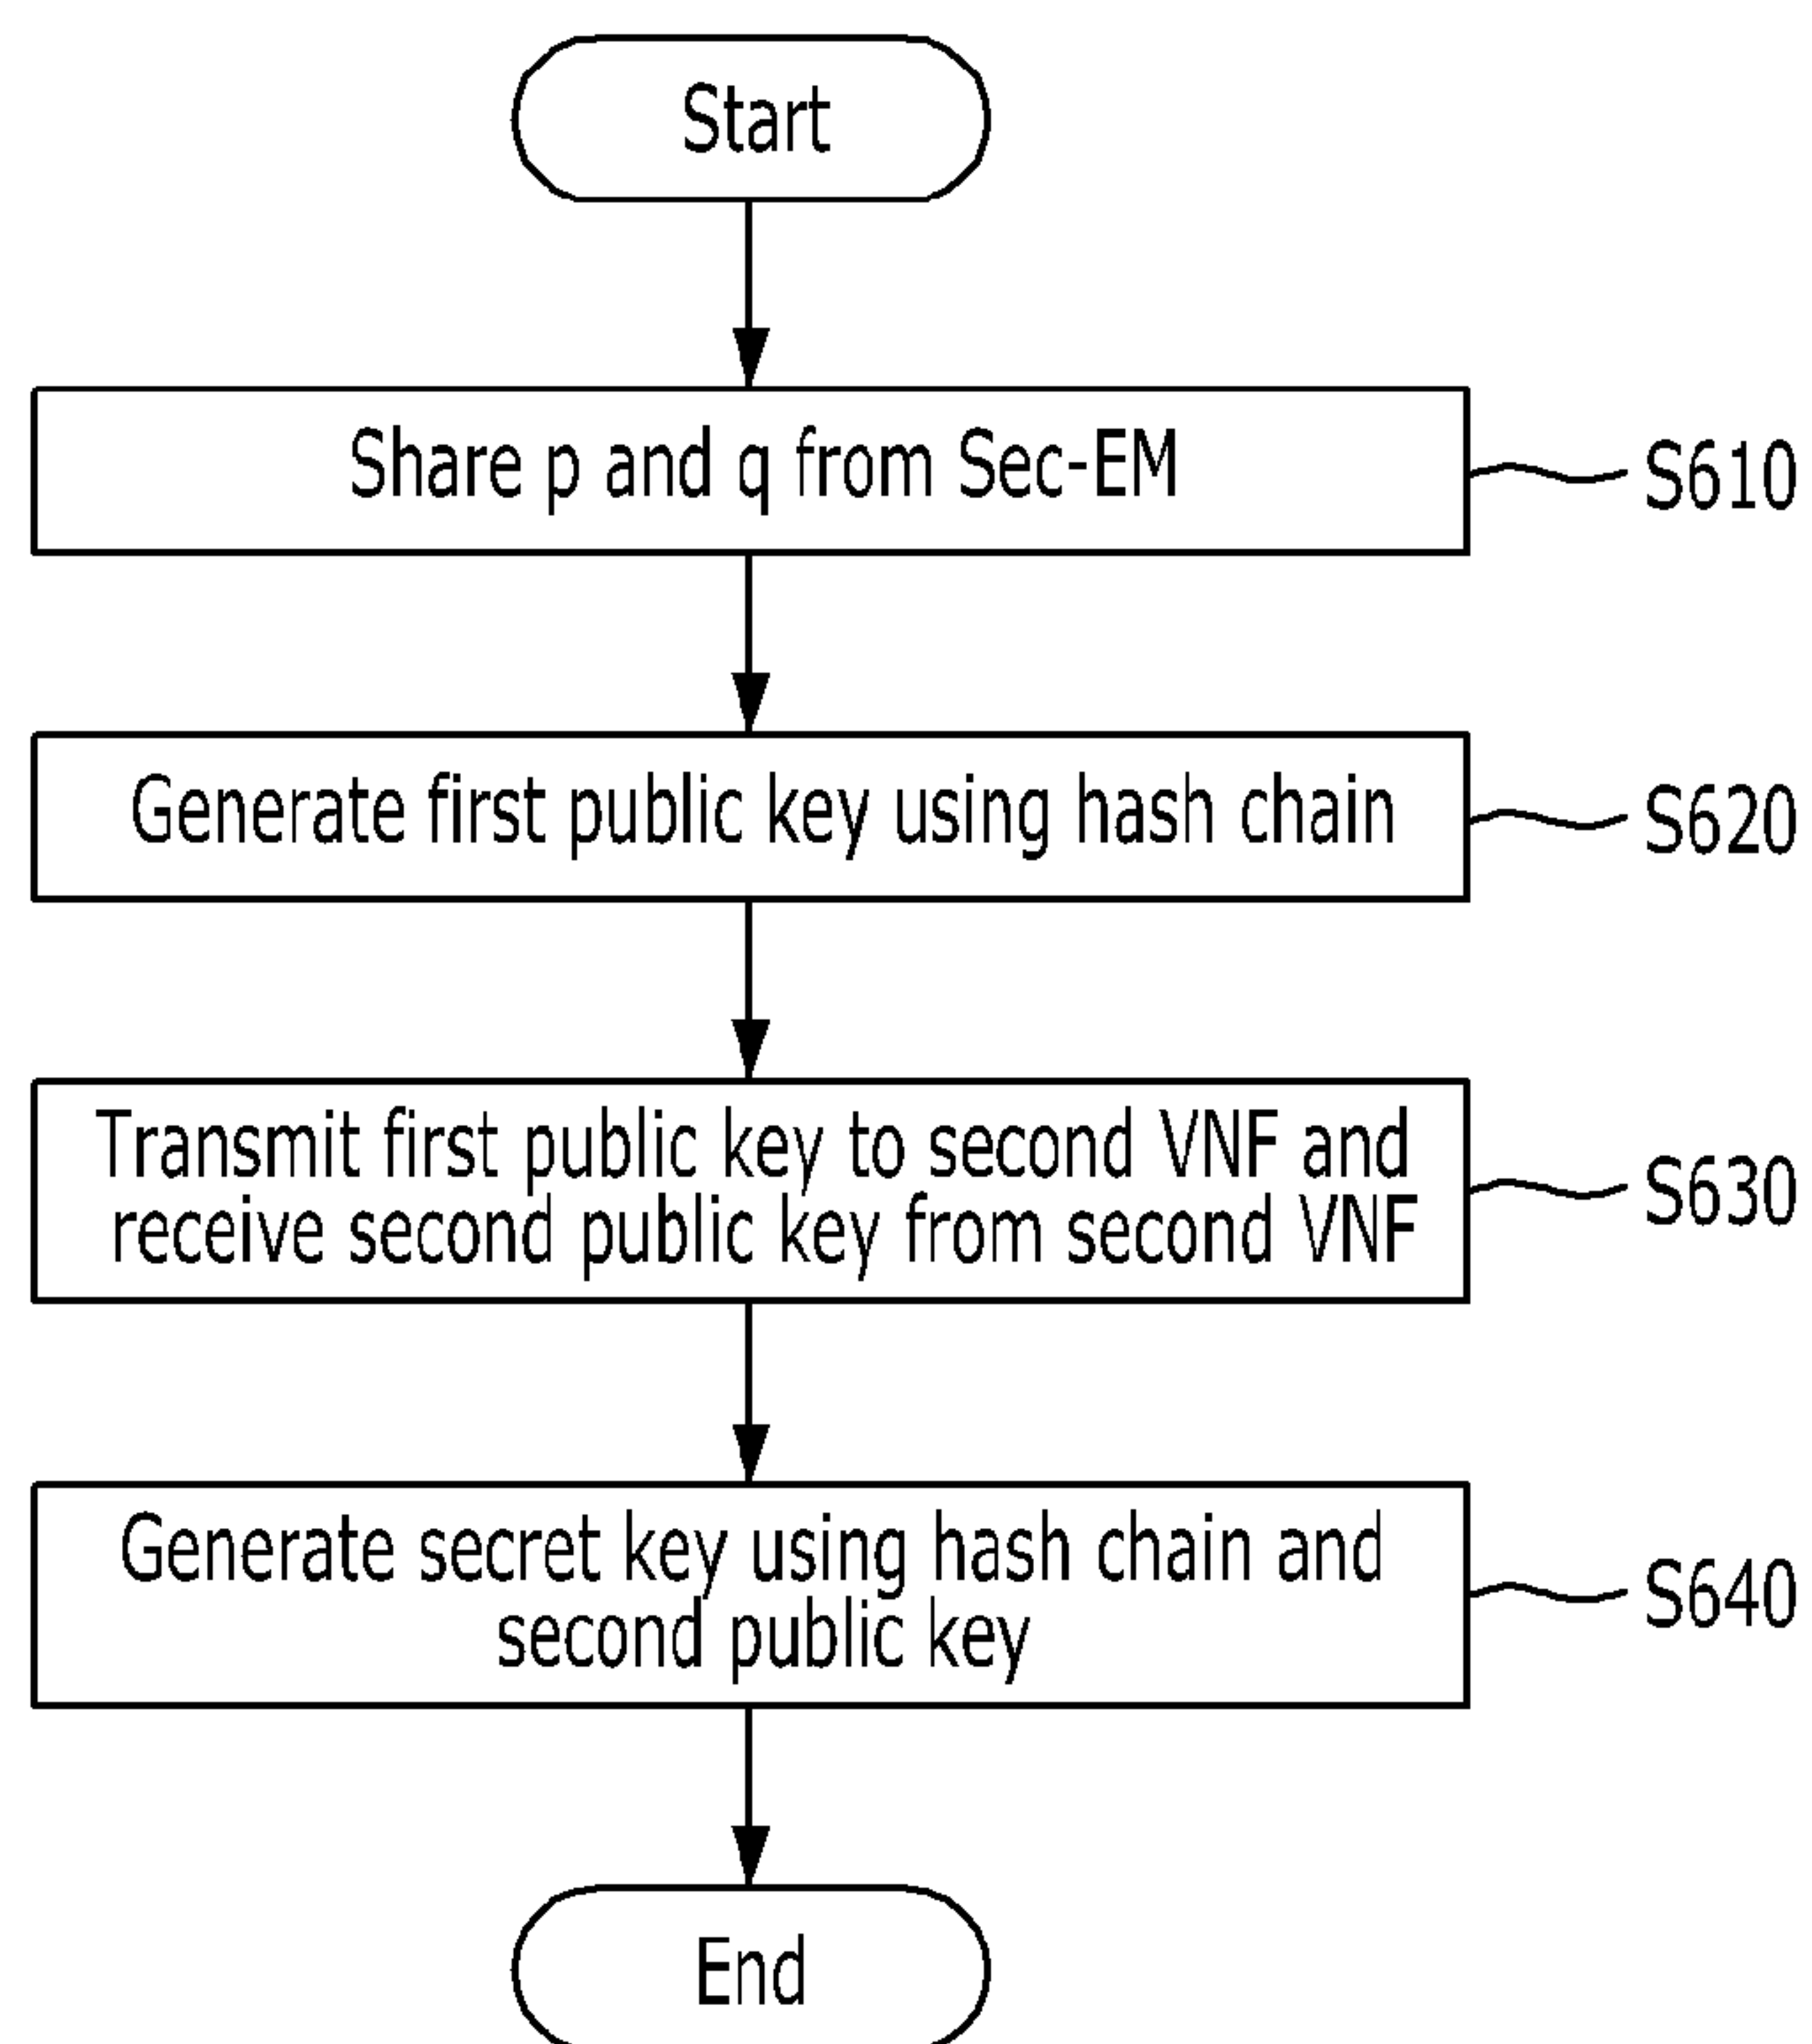 Start
Share p and q from Sec-EM
S610
Generate first public key using hash chain
S620
Transmit first public key to second VNF and
receive second public key from second VNF
S630
Generate secret key using hash chain and
second public key
S640
End